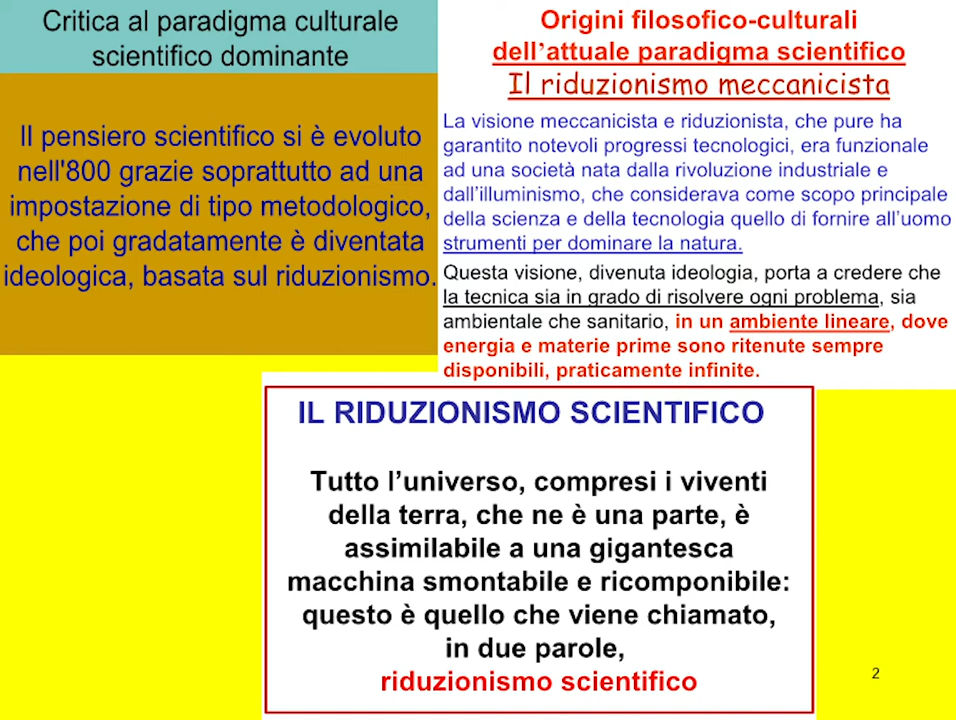 Critica al paradigma culturale
scientifico dominante
Il pensiero scientifico si è evoluto
nell'800 grazie soprattutto ad una
impostazione di tipo metodologico,
che poi gradatamente è diventata
ideologica, basata sul riduzionismo.
Origini filosofico-culturali
dell’attuale paradigma scientifico
Il riduzionismo meccanicista
La visione meccanicista e riduzionista, che pure ha
garantito notevoli progressi tecnologici, era funzionale
ad una società nata dalla rivoluzione industriale e
dall’illuminismo, che considerava come scopo principale
della scienza e della tecnologia quello di fornire all’uomo
strumenti per dominare la natura.
Questa visione, divenuta ideologia, porta a credere che
la tecnica sia in grado di risolvere ogni problema, sia
ambientale che sanitario, in un ambiente lineare, dove
energia e materie prime sono ritenute sempre
disponibili, praticamente infinite.
IL RIDUZIONISMO SCIENTIFICO
Tutto l’universo, compresi i viventi
della terra, che ne è una parte, è
assimilabile a una gigantesca
macchina smontabile e ricomponibile:
questo è quello che viene chiamato,
in due parole,
riduzionismo scientifico
2